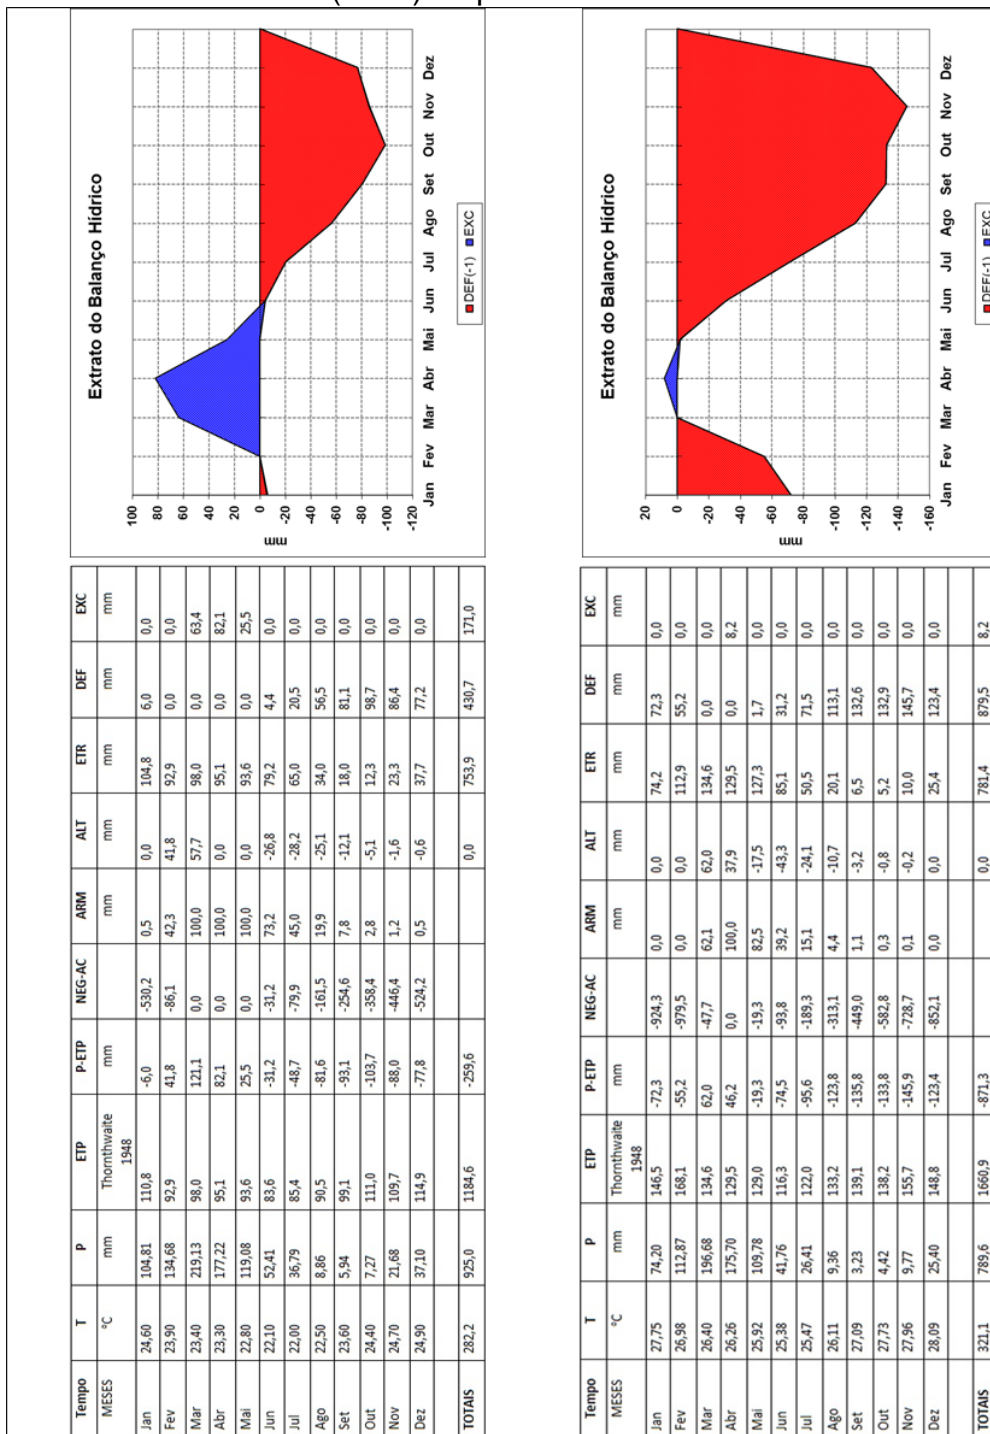 Tempo T P ETP P-ETP NEG-AC ARM ALT ETR DEF EXC
MESES ºC mm Thornthwaite 1948 mm mm mm mm mm mm
Jan 24,60 104,81 110,8 -6,0 -530,2 0,5 0,0 104,8 6,0 0,0
Fev 23,90 134,68 92,9 41,8 -86,1 42,3 41,8 92,9 0,0 0,0
Mar 23,40 219,13 98,0 121,1 0,0 100,0 57,7 98,0 0,0 63,4
Abr 23,30 177,22 95,1 82,1 0,0 100,0 0,0 95,1 0,0 82,1
Mai 22,80 119,08 93,6 25,5 0,0 100,0 0,0 93,6 0,0 25,5
Jun 22,10 52,41 83,6 -31,2 -31,2 73,2 -26,8 79,2 4,4 0,0
Jul 22,00 36,79 85,4 -48,7 -79,9 45,0 -28,2 65,0 20,5 0,0
Ago 22,50 8,86 90,5 -81,6 -161,5 19,9 -25,1 34,0 56,5 0,0
Set 23,60 5,94 99,1 -93,1 -254,6 7,8 -12,1 18,0 81,1 0,0
Out 24,40 7,27 111,0 -103,7 -358,4 2,8 -5,1 12,3 98,7 0,0
Nov 24,70 21,68 109,7 -88,0 -446,4 1,2 -1,6 23,3 86,4 0,0
Dez 24,90 37,10 114,9 -77,8 -524,2 0,5 -0,6 37,7 77,2 0,0
TOTAIS 282,2 925,0 1184,6 -259,6 0,0 753,9 430,7 171,0
Extrato do Balanço Hídrico
100
80
60
40
20
0
-20
-40
-60
-80
-100
-120
mm
Jan Fev Mar Abr Mai Jun Jul Ago Set Out Nov Dez
DEF(-1) EXC
Tempo T P ETP P-ETP NEG-AC ARM ALT ETR DEF EXC
MESES ºC mm Thornthwaite 1948 mm mm mm mm mm mm
Jan 27,75 74,20 146,5 -72,3 -924,3 0,0 0,0 74,2 72,3 0,0
Fev 26,98 112,87 168,1 -55,2 -979,5 0,0 0,0 112,9 55,2 0,0
Mar 26,40 196,68 134,6 62,0 -47,7 62,1 62,0 134,6 0,0 0,0
Abr 26,26 175,70 129,5 46,2 0,0 100,0 37,9 129,5 0,0 8,2
Mai 25,92 109,78 129,0 -19,3 -19,3 82,5 -17,5 127,3 1,7 0,0
Jun 25,38 41,76 116,3 -74,5 -93,8 39,2 -43,3 85,1 31,2 0,0
Jul 25,47 26,41 122,0 -95,6 -189,3 15,1 -24,1 50,5 71,5 0,0
Ago 26,11 9,36 133,2 -123,8 -313,1 4,4 -10,7 20,1 113,1 0,0
Set 27,09 3,23 139,1 -135,8 -449,0 1,1 -3,2 6,5 132,6 0,0
Out 27,73 4,42 138,2 -133,8 -582,8 0,3 -0,8 5,2 132,9 0,0
Nov 27,96 9,77 155,7 -145,9 -728,7 0,1 -0,2 10,0 145,7 0,0
Dez 28,09 25,40 148,8 -123,4 -852,1 0,0 0,0 25,4 123,4 0,0
TOTAIS 321,1 789,6 1660,9 -871,3 0,0 781,4 879,5 8,2
Extrato do Balanço Hídrico
20
0
-20
-40
-60
-80
-100
-120
-140
-160
mm
Jan Fev Mar Abr Mai Jun Jul Ago Set Out Nov Dez
DEF(-1) EXC